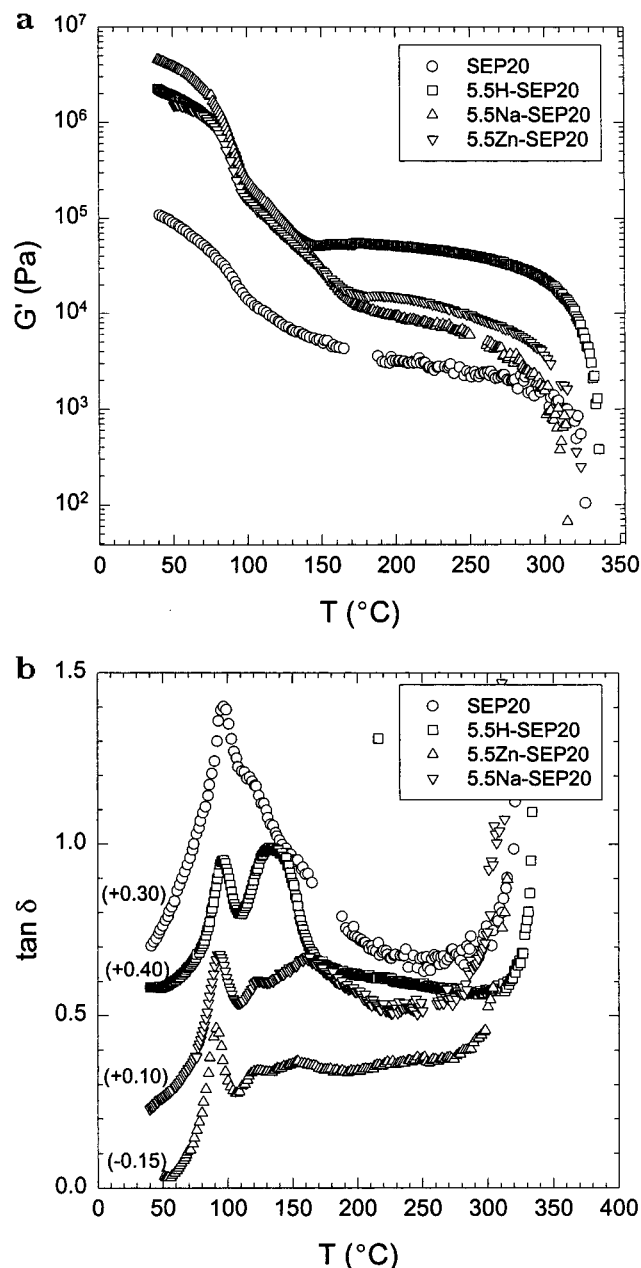 a
10⁷
10⁶
10⁵
10⁴
10³
10²
G' (Pa)
SEP20
5.5H-SEP20
5.5Na-SEP20
5.5Zn-SEP20
0 50 100 150 200 250 300 350
T (°C)
b
1.5
1.0
0.5
0.0
tan δ
SEP20
5.5H-SEP20
5.5Zn-SEP20
5.5Na-SEP20
(+0.30)
(+0.40)
(+0.10)
(-0.15)
0 50 100 150 200 250 300 350 400
T (°C)